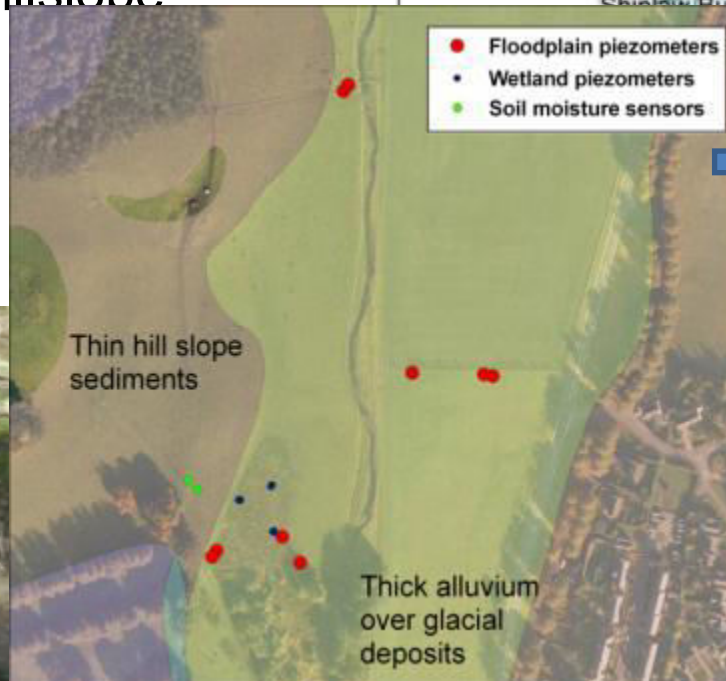 Floodplain piezometers
Wetland piezometers
Soil moisture sensors
Thin hill slope
sediments
Thick alluvium
over glacial
deposits